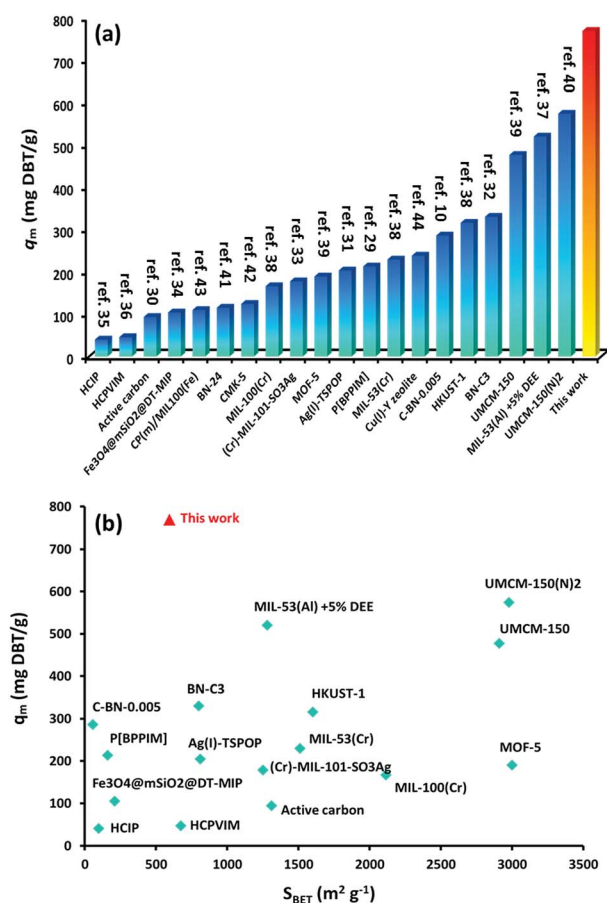 (a)
qm (mg DBT/g)
800
700
600
500
400
300
200
100
0
ref. 35
ref. 36
ref. 30
ref. 34
ref. 43
ref. 41
ref. 42
ref. 38
ref. 33
ref. 39
ref. 31
ref. 29
ref. 38
ref. 44
ref. 10
ref. 38
ref. 32
ref. 39
ref. 37
ref. 40
HCIP
HCPVIM
Active carbon
Fe3O4@mSiO2@DT-MIP
CP(m)/MIL100(Fe)
BN-24
CMK-5
MIL-100(Cr)
(Cr)-MIL-101-SO3Ag
MOF-5
Ag(I)-TSPOP
P[BPPIM]
MIL-53(Cr)
Cu(I)-Y zeolite
C-BN-0.005
HKUST-1
BN-C3
UMCM-150
MIL-53(Al) +5% DEE
UMCM-150(N)2
This work
(b)
qm (mg DBT/g)
800
700
600
500
400
300
200
100
0
This work
UMCM-150(N)2
MIL-53(Al) +5% DEE
UMCM-150
BN-C3
HKUST-1
C-BN-0.005
P[BPPIM]
Ag(I)-TSPOP
MIL-53(Cr)
MOF-5
(Cr)-MIL-101-SO3Ag
Fe3O4@mSiO2@DT-MIP
MIL-100(Cr)
Active carbon
HCIP
HCPVIM
0 500 1000 1500 2000 2500 3000 3500
SBET (m² g⁻¹)